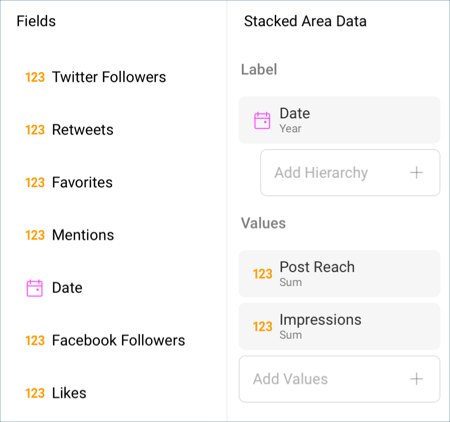 Fields
123 Twitter Followers
123 Retweets
123 Favorites
123 Mentions
Date
123 Facebook Followers
123 Likes
Stacked Area Data
Label
Date
Year
Add Hierarchy
Values
123 Post Reach
Sum
123 Impressions
Sum
Add Values